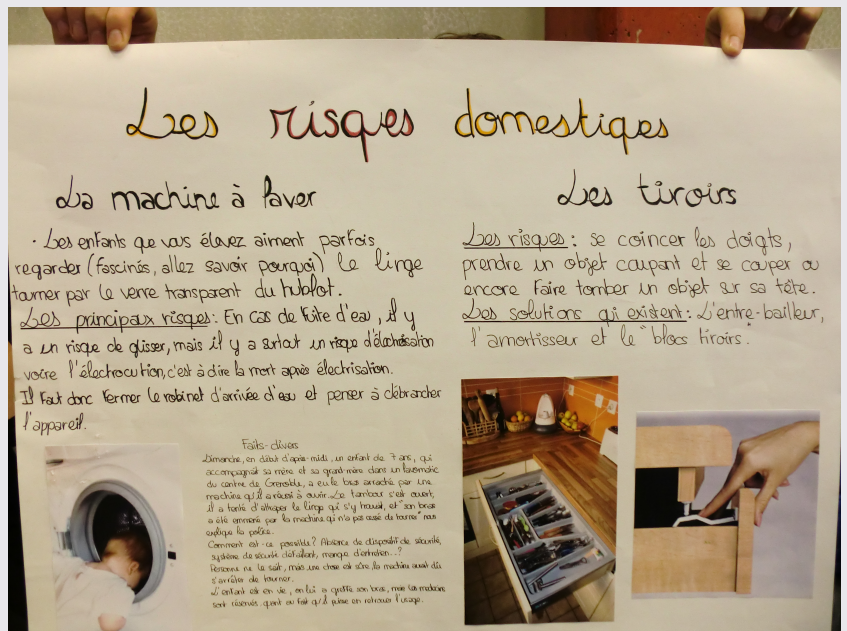 Les risques domestiques
La machine à laver
· Les enfants que vous élevez aiment parfois
regarder (fascinés, allez savoir pourquoi) le linge
tourner par le verre transparent du hublot.
Les principaux risques : En cas de fuite d'eau, il y
a un risque de glisser, mais il y a surtout un risque d'électrisation
voire l'électrocution, c'est à dire la mort après électrisation.
Il faut donc fermer le robinet d'arrivée d'eau et penser à débrancher
l'appareil.
Faits-divers
Dimanche, en début d'après-midi, un enfant de 7 ans, qui
accompagnait sa mère et sa grand-mère dans un lavomatic
du centre de Grenoble, a eu le bras arraché par une
machine qu'il a réussi à ouvrir. Le tambour s'est ouvert,
il a tenté d'attraper le linge qui s'y trouvait, et "son bras
a été emmené par la machine qui n'a pas cessé de tourner" nous
explique la police.
Comment est-ce possible? Absence de dispositif de sécurité,
système de sécurité défaillant, manque d'entretien...?
Personne ne le sait, mais une chose est sûre, la machine aurait dû
s'arrêter de tourner.
L'enfant est en vie, on lui a greffé son bras, mais les médecins
sont réservés quant au fait qu'il puisse en retrouver l'usage.
Les tiroirs
Les risques : se coincer les doigts,
prendre un objet coupant et se couper ou
encore faire tomber un objet sur sa tête.
Les solutions qui existent : L'entre-bailleur,
l'amortisseur et le "blocs tiroirs".